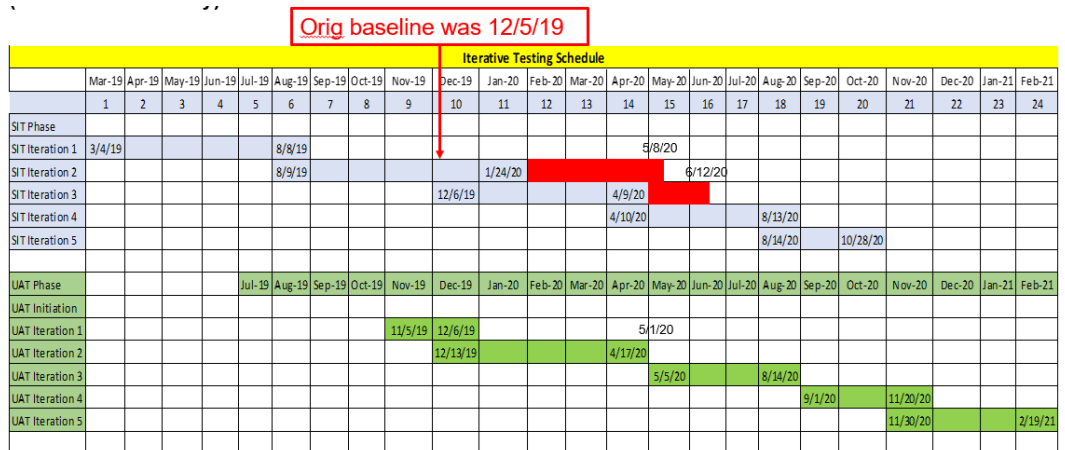 Orig baseline was 12/5/19
Iterative Testing Schedule
Mar-19 Apr-19 May-19 Jun-19 Jul-19 Aug-19 Sep-19 Oct-19 Nov-19 Dec-19 Jan-20 Feb-20 Mar-20 Apr-20 May-20 Jun-20 Jul-20 Aug-20 Sep-20 Oct-20 Nov-20 Dec-20 Jan-21 Feb-21
1 2 3 4 5 6 7 8 9 10 11 12 13 14 15 16 17 18 19 20 21 22 23 24
SIT Phase
SIT Iteration 1 3/4/19 8/8/19 5/8/20
SIT Iteration 2 8/9/19 1/24/20 6/12/20
SIT Iteration 3 12/6/19 4/9/20
SIT Iteration 4 4/10/20 8/13/20
SIT Iteration 5 8/14/20 10/28/20
UAT Phase Jul-19 Aug-19 Sep-19 Oct-19 Nov-19 Dec-19 Jan-20 Feb-20 Mar-20 Apr-20 May-20 Jun-20 Jul-20 Aug-20 Sep-20 Oct-20 Nov-20 Dec-20 Jan-21 Feb-21
UAT Initiation
UAT Iteration 1 11/5/19 12/6/19 5/1/20
UAT Iteration 2 12/13/19 4/17/20
UAT Iteration 3 5/5/20 8/14/20
UAT Iteration 4 9/1/20 11/20/20
UAT Iteration 5 11/30/20 2/19/21